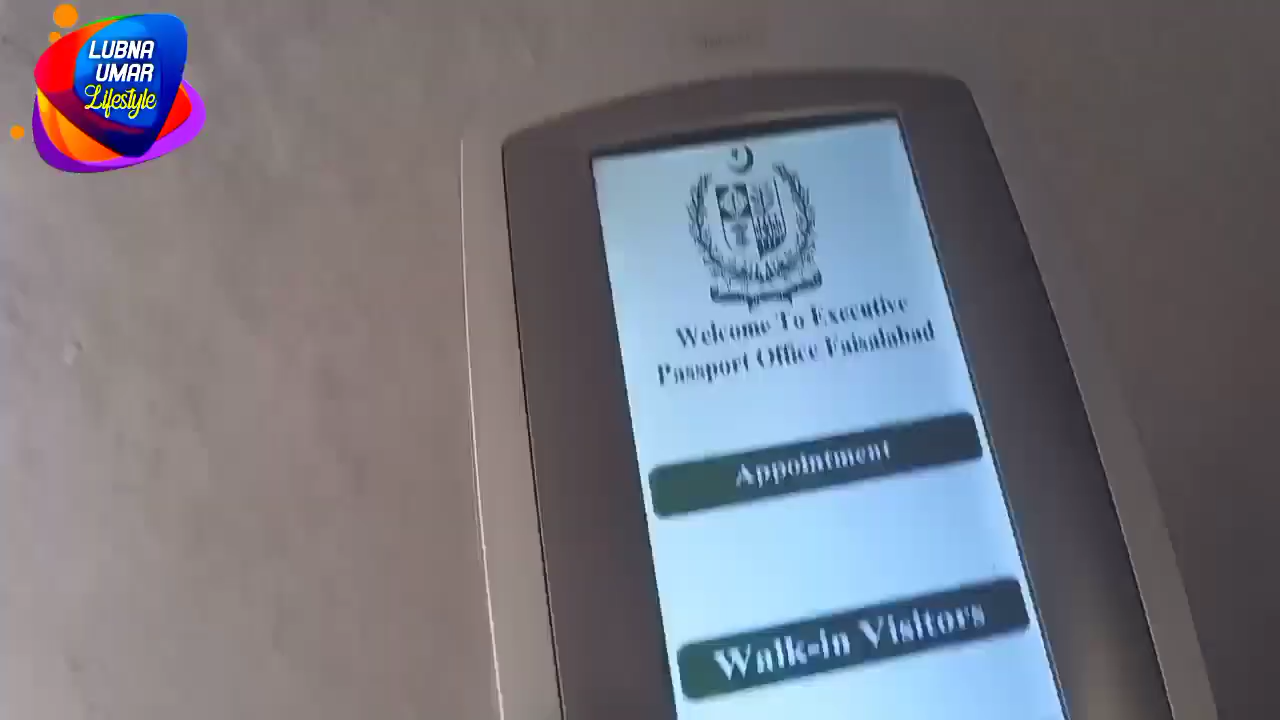 LUBNA
UMAR
Lifestyle
Welcome To Executive
Passport Office Faisalabad
Appointment
Walk-in Visitors